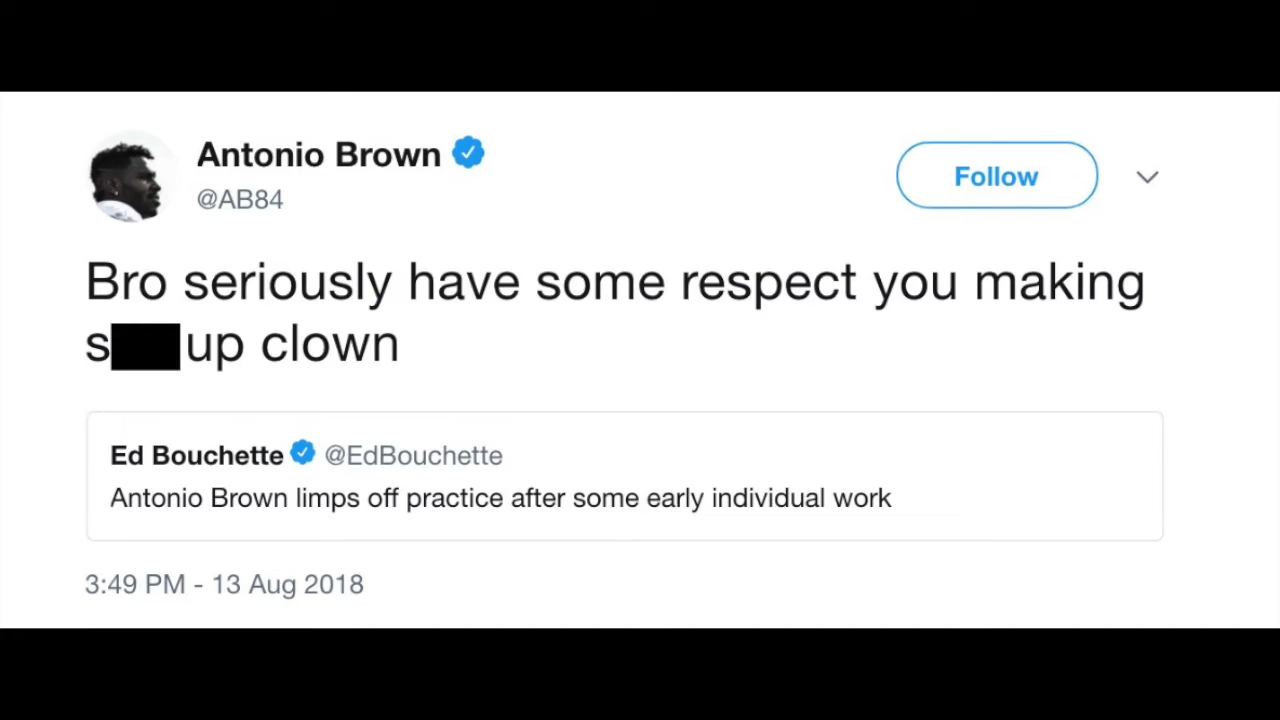 Antonio Brown
@AB84
Follow
Bro seriously have some respect you making
s up clown
Ed Bouchette @EdBouchette
Antonio Brown limps off practice after some early individual work
3:49 PM - 13 Aug 2018